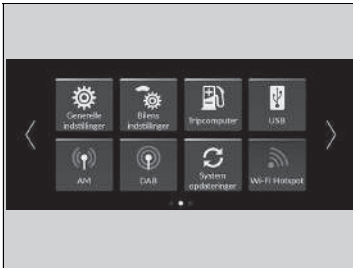 Generelle
indstillinger
Bilens
indstillinger
Tripcomputer
USB
AM
DAB
System
opdateringer
Wi-Fi Hotspot